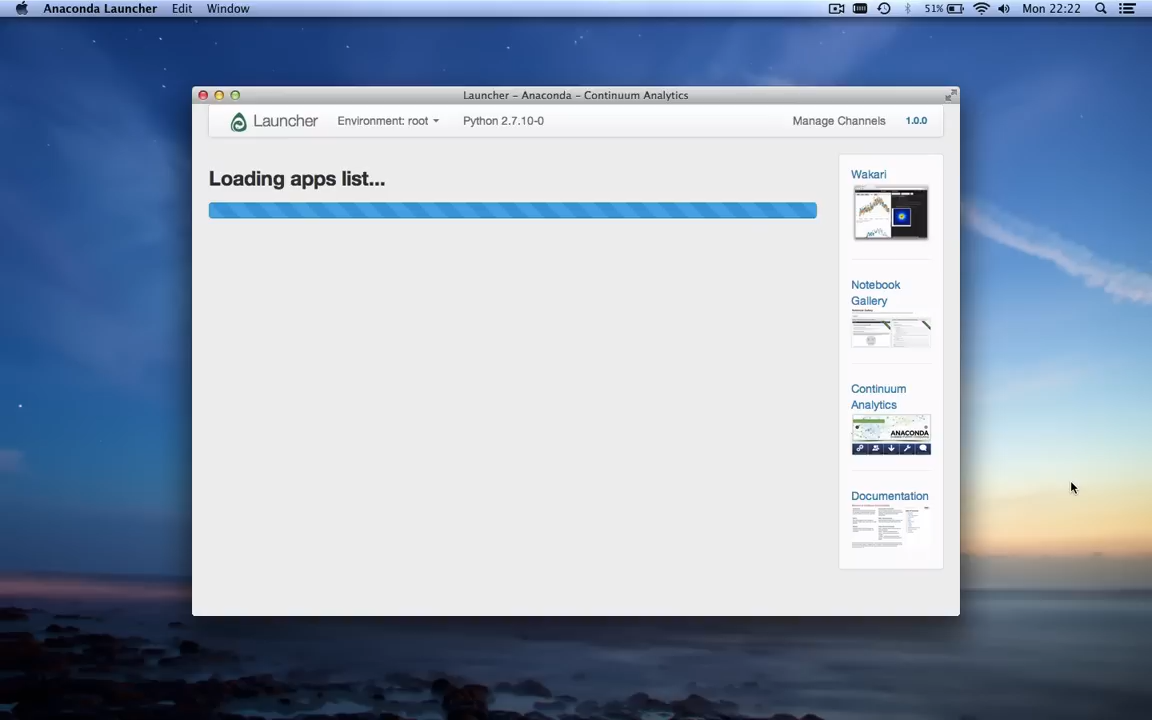 Anaconda Launcher Edit Window 51% Mon 22:22
Launcher – Anaconda – Continuum Analytics
Launcher Environment: root Python 2.7.10-0 Manage Channels 1.0.0
Loading apps list...
Wakari
Notebook
Gallery
Continuum
Analytics
ANACONDA
Documentation